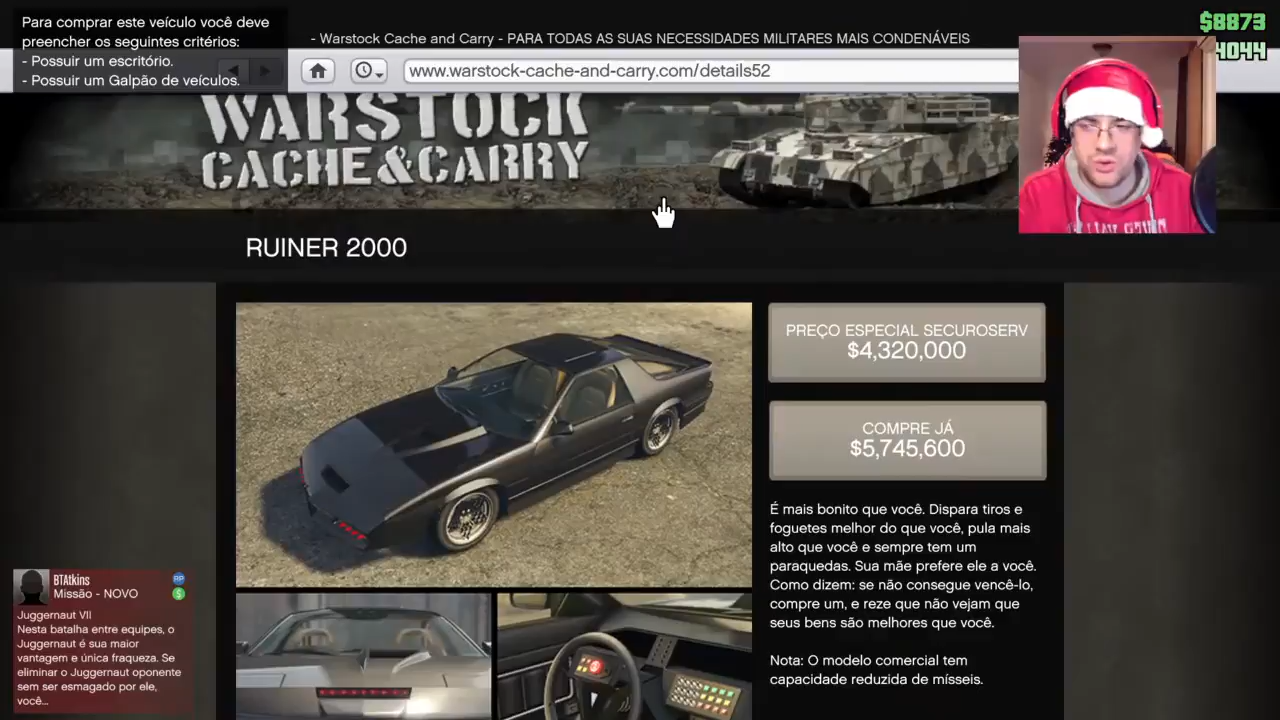 Para comprar este veículo você deve
preencher os seguintes critérios:
- Possuir um escritório.
- Possuir um Galpão de veículos.
- Warstock Cache and Carry - PARA TODAS AS SUAS NECESSIDADES MILITARES MAIS CONDENÁVEIS
$8873
4044
www.warstock-cache-and-carry.com/details52
WARSTOCK
CACHE&CARRY
RUINER 2000
PREÇO ESPECIAL SECUROSERV
$4,320,000
COMPRE JÁ
$5,745,600
É mais bonito que você. Dispara tiros e
foguetes melhor do que você, pula mais
alto que você e sempre tem um
paraquedas. Sua mãe prefere ele a você.
Como dizem: se não consegue vencê-lo,
compre um, e reze que não vejam que
seus bens são melhores que você.
Nota: O modelo comercial tem
capacidade reduzida de mísseis.
BTAtkins
Missão - NOVO
RP
$
Juggernaut VII
Nesta batalha entre equipes, o
Juggernaut é sua maior
vantagem e única fraqueza. Se
eliminar o Juggernaut oponente
sem ser esmagado por ele,
você...